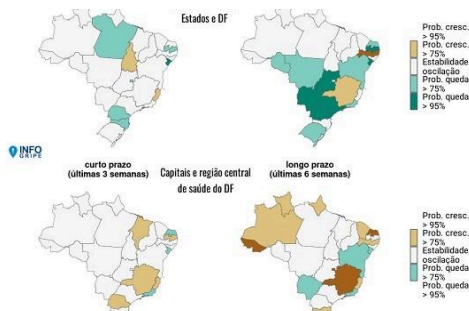 Estados e DF
Prob. cresc.
> 95%
Prob. cresc.
> 75%
Estabilidade
oscilação
Prob. queda
> 75%
Prob. queda
> 95%
INFO
GRIPE
curto prazo
(últimas 3 semanas)
Capitais e região central
de saúde do DF
longo prazo
(últimas 6 semanas)
Prob. cresc.
> 95%
Prob. cresc.
> 75%
Estabilidade
oscilação
Prob. queda
> 75%
Prob. queda
> 95%